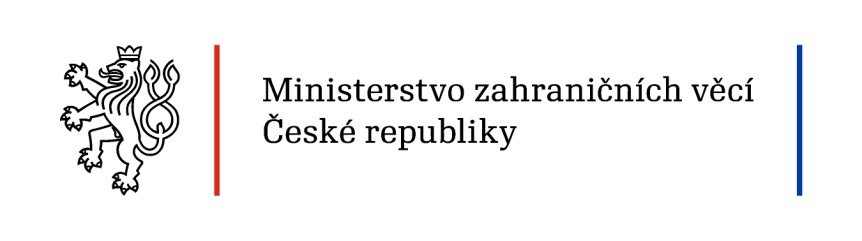 Ministerstvo zahraničních věcí
České republiky